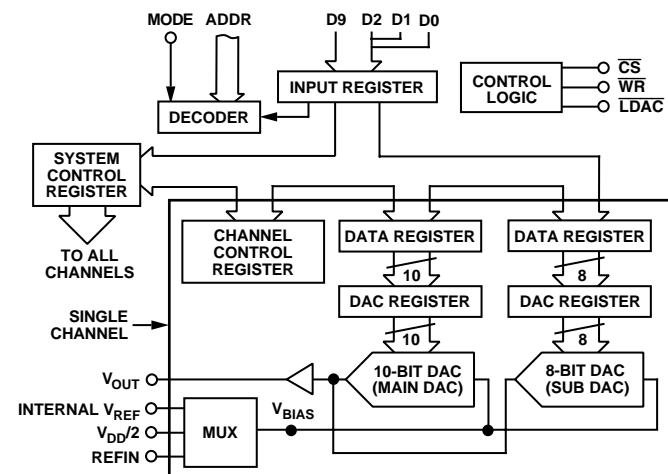 MODE ADDR D9 D2 D1 D0
INPUT REGISTER
DECODER
CONTROL
LOGIC
CS
WR
LDAC
SYSTEM
CONTROL
REGISTER
TO ALL
CHANNELS
CHANNEL
CONTROL
REGISTER
DATA REGISTER
DATA REGISTER
10
8
DAC REGISTER
DAC REGISTER
10
8
SINGLE
CHANNEL
10-BIT DAC
(MAIN DAC)
8-BIT DAC
(SUB DAC)
VOUT
INTERNAL VREF
VDD/2
REFIN
MUX
VBIAS